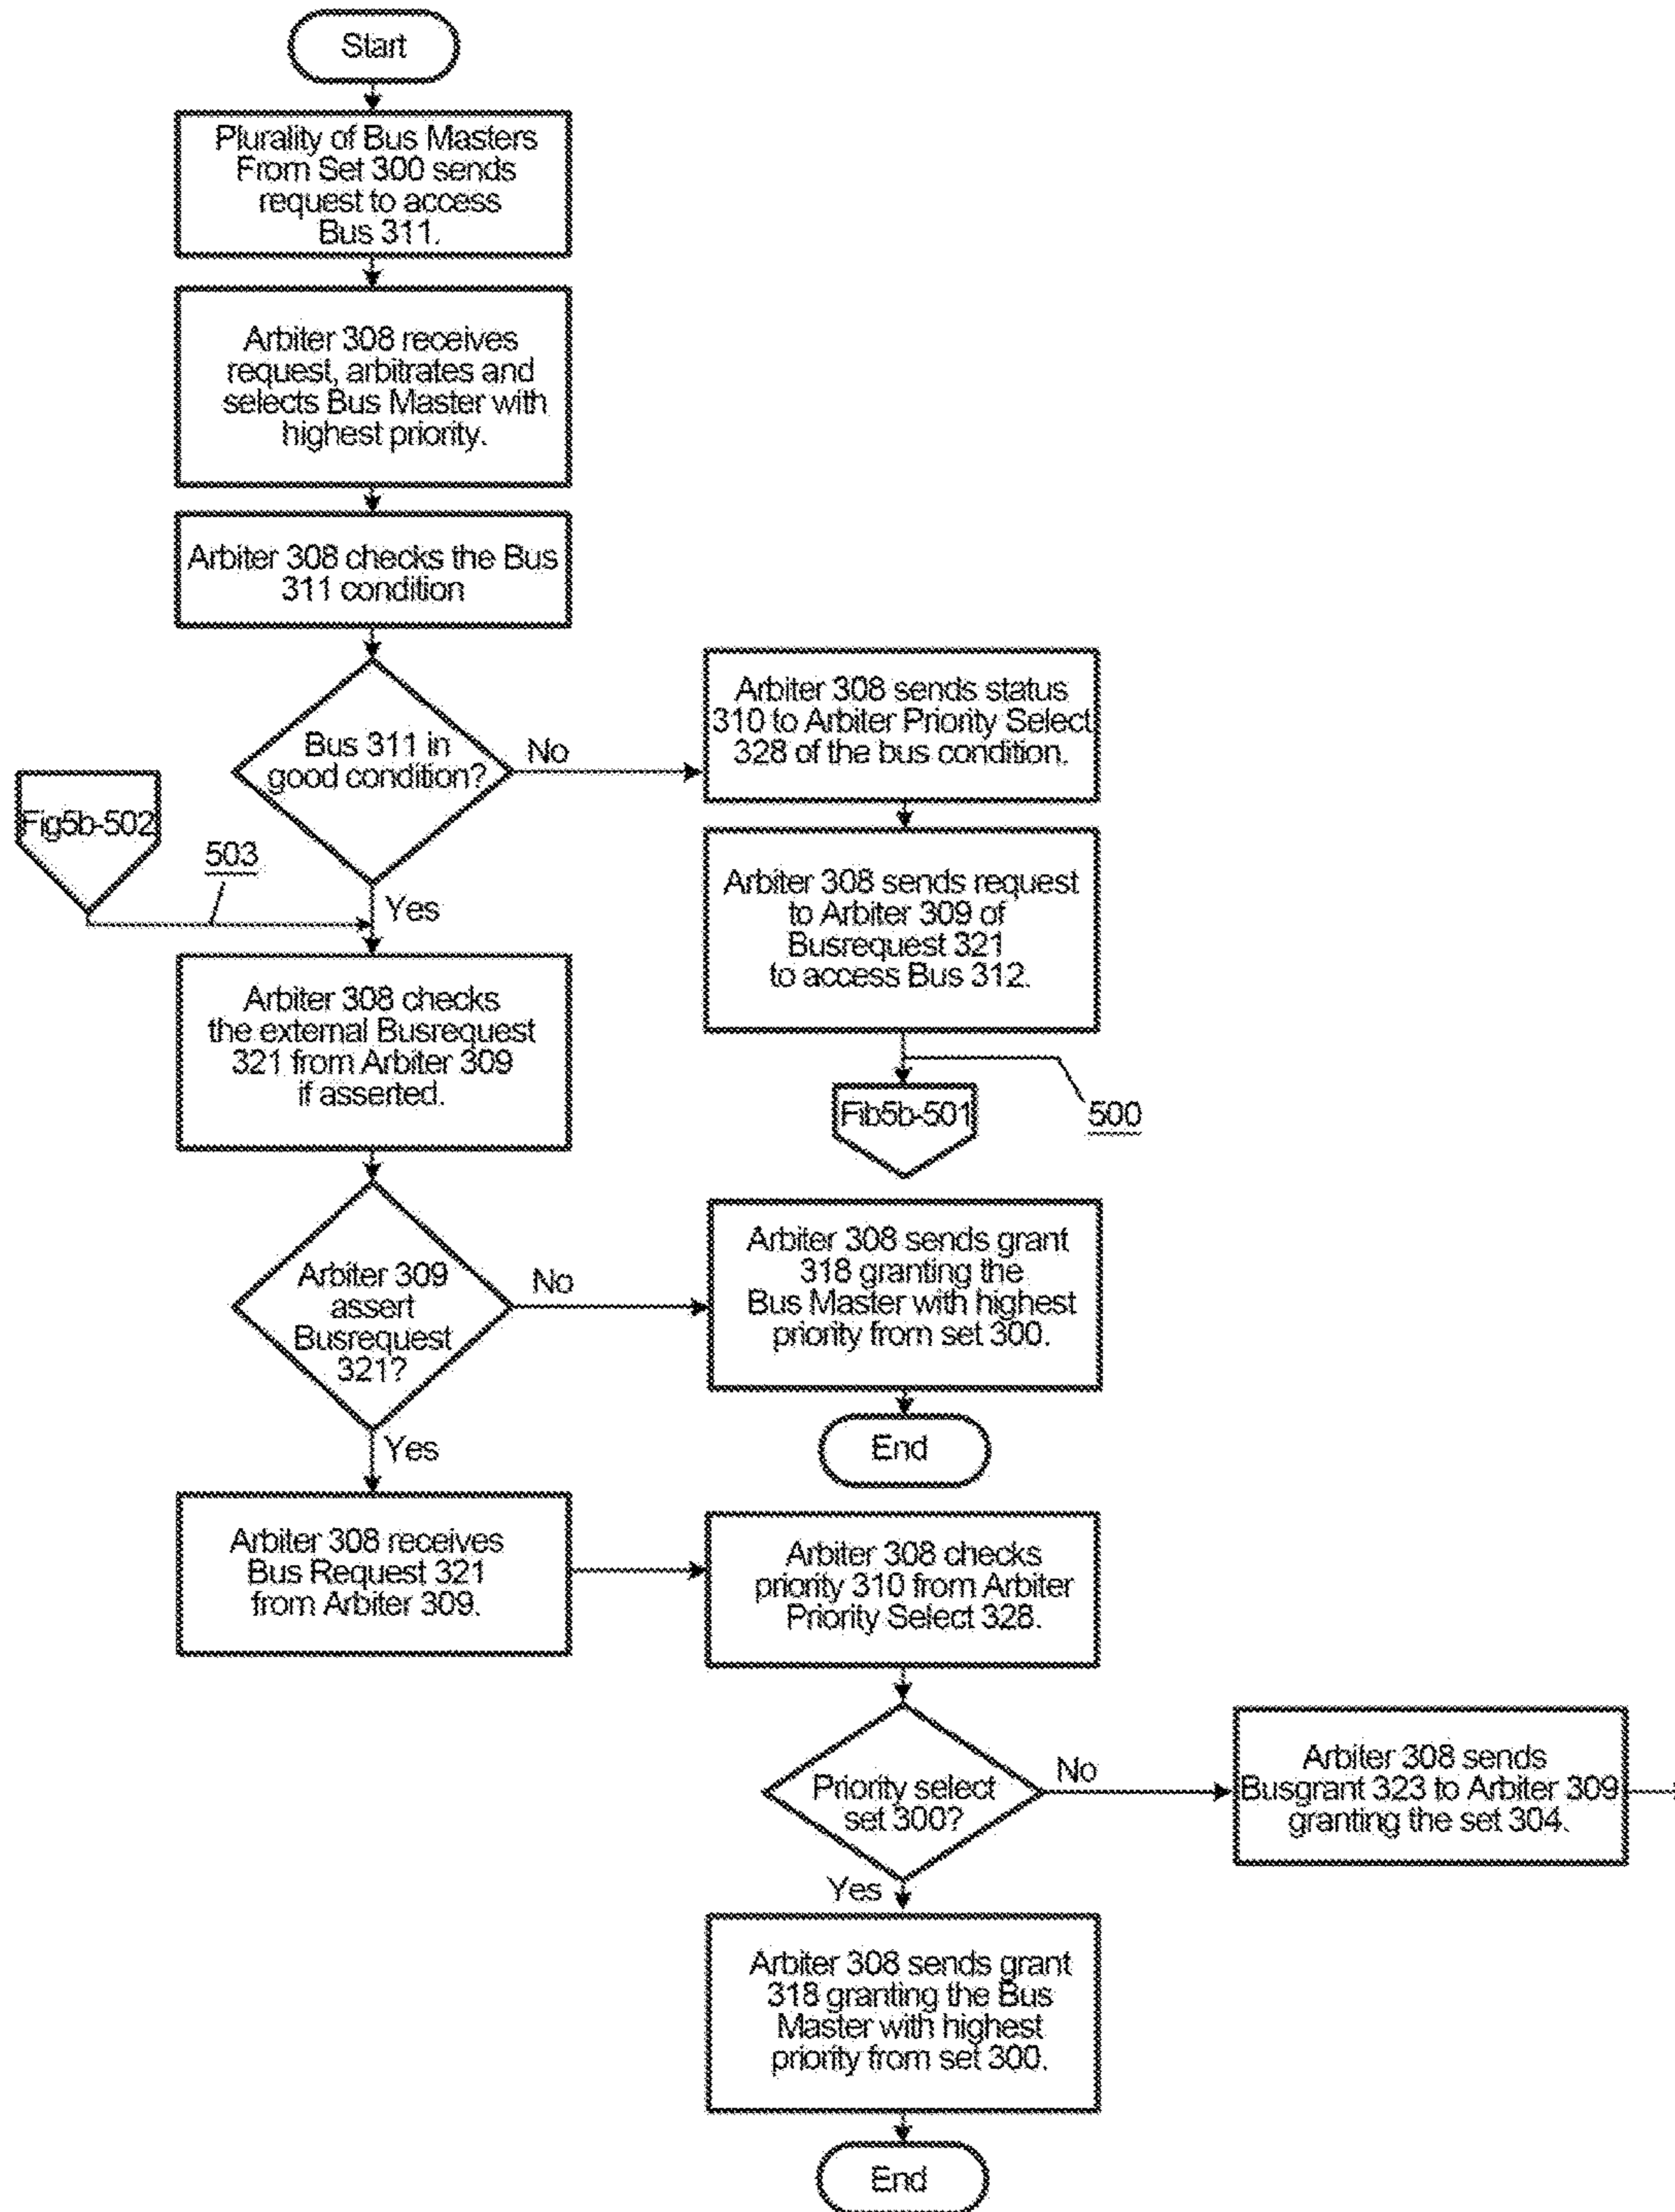 Start
Plurality of Bus Masters
From Set 300 sends
request to access
Bus 311.
Arbiter 308 receives
request, arbitrates and
selects Bus Master with
highest priority.
Arbiter 308 checks the Bus
311 condition
Bus 311 in
good condition?
No
Arbiter 308 sends status
310 to Arbiter Priority Select
328 of the bus condition.
Fig5b-502
503
Yes
Arbiter 308 sends request
to Arbiter 309 of
Busrequest 321
to access Bus 312.
Arbiter 308 checks
the external Busrequest
321 from Arbiter 309
if asserted.
Fib5b-501
500
Arbiter 309
assert
Busrequest
321?
No
Arbiter 308 sends grant
318 granting the
Bus Master with highest
priority from set 300.
End
Yes
Arbiter 308 receives
Bus Request 321
from Arbiter 309.
Arbiter 308 checks
priority 310 from Arbiter
Priority Select 328.
Priority select
set 300?
No
Arbiter 308 sends
Busgrant 323 to Arbiter 309
granting the set 304.
Yes
Arbiter 308 sends grant
318 granting the Bus
Master with highest
priority from set 300.
End